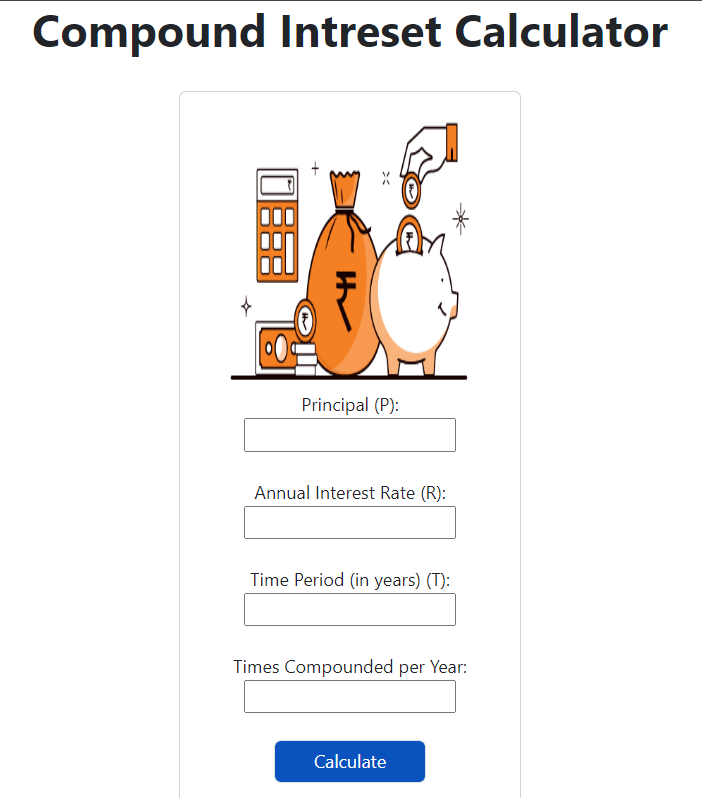 Compound Intreset Calculator
₹
₹
₹
₹
₹
Principal (P):
Annual Interest Rate (R):
Time Period (in years) (T):
Times Compounded per Year:
Calculate